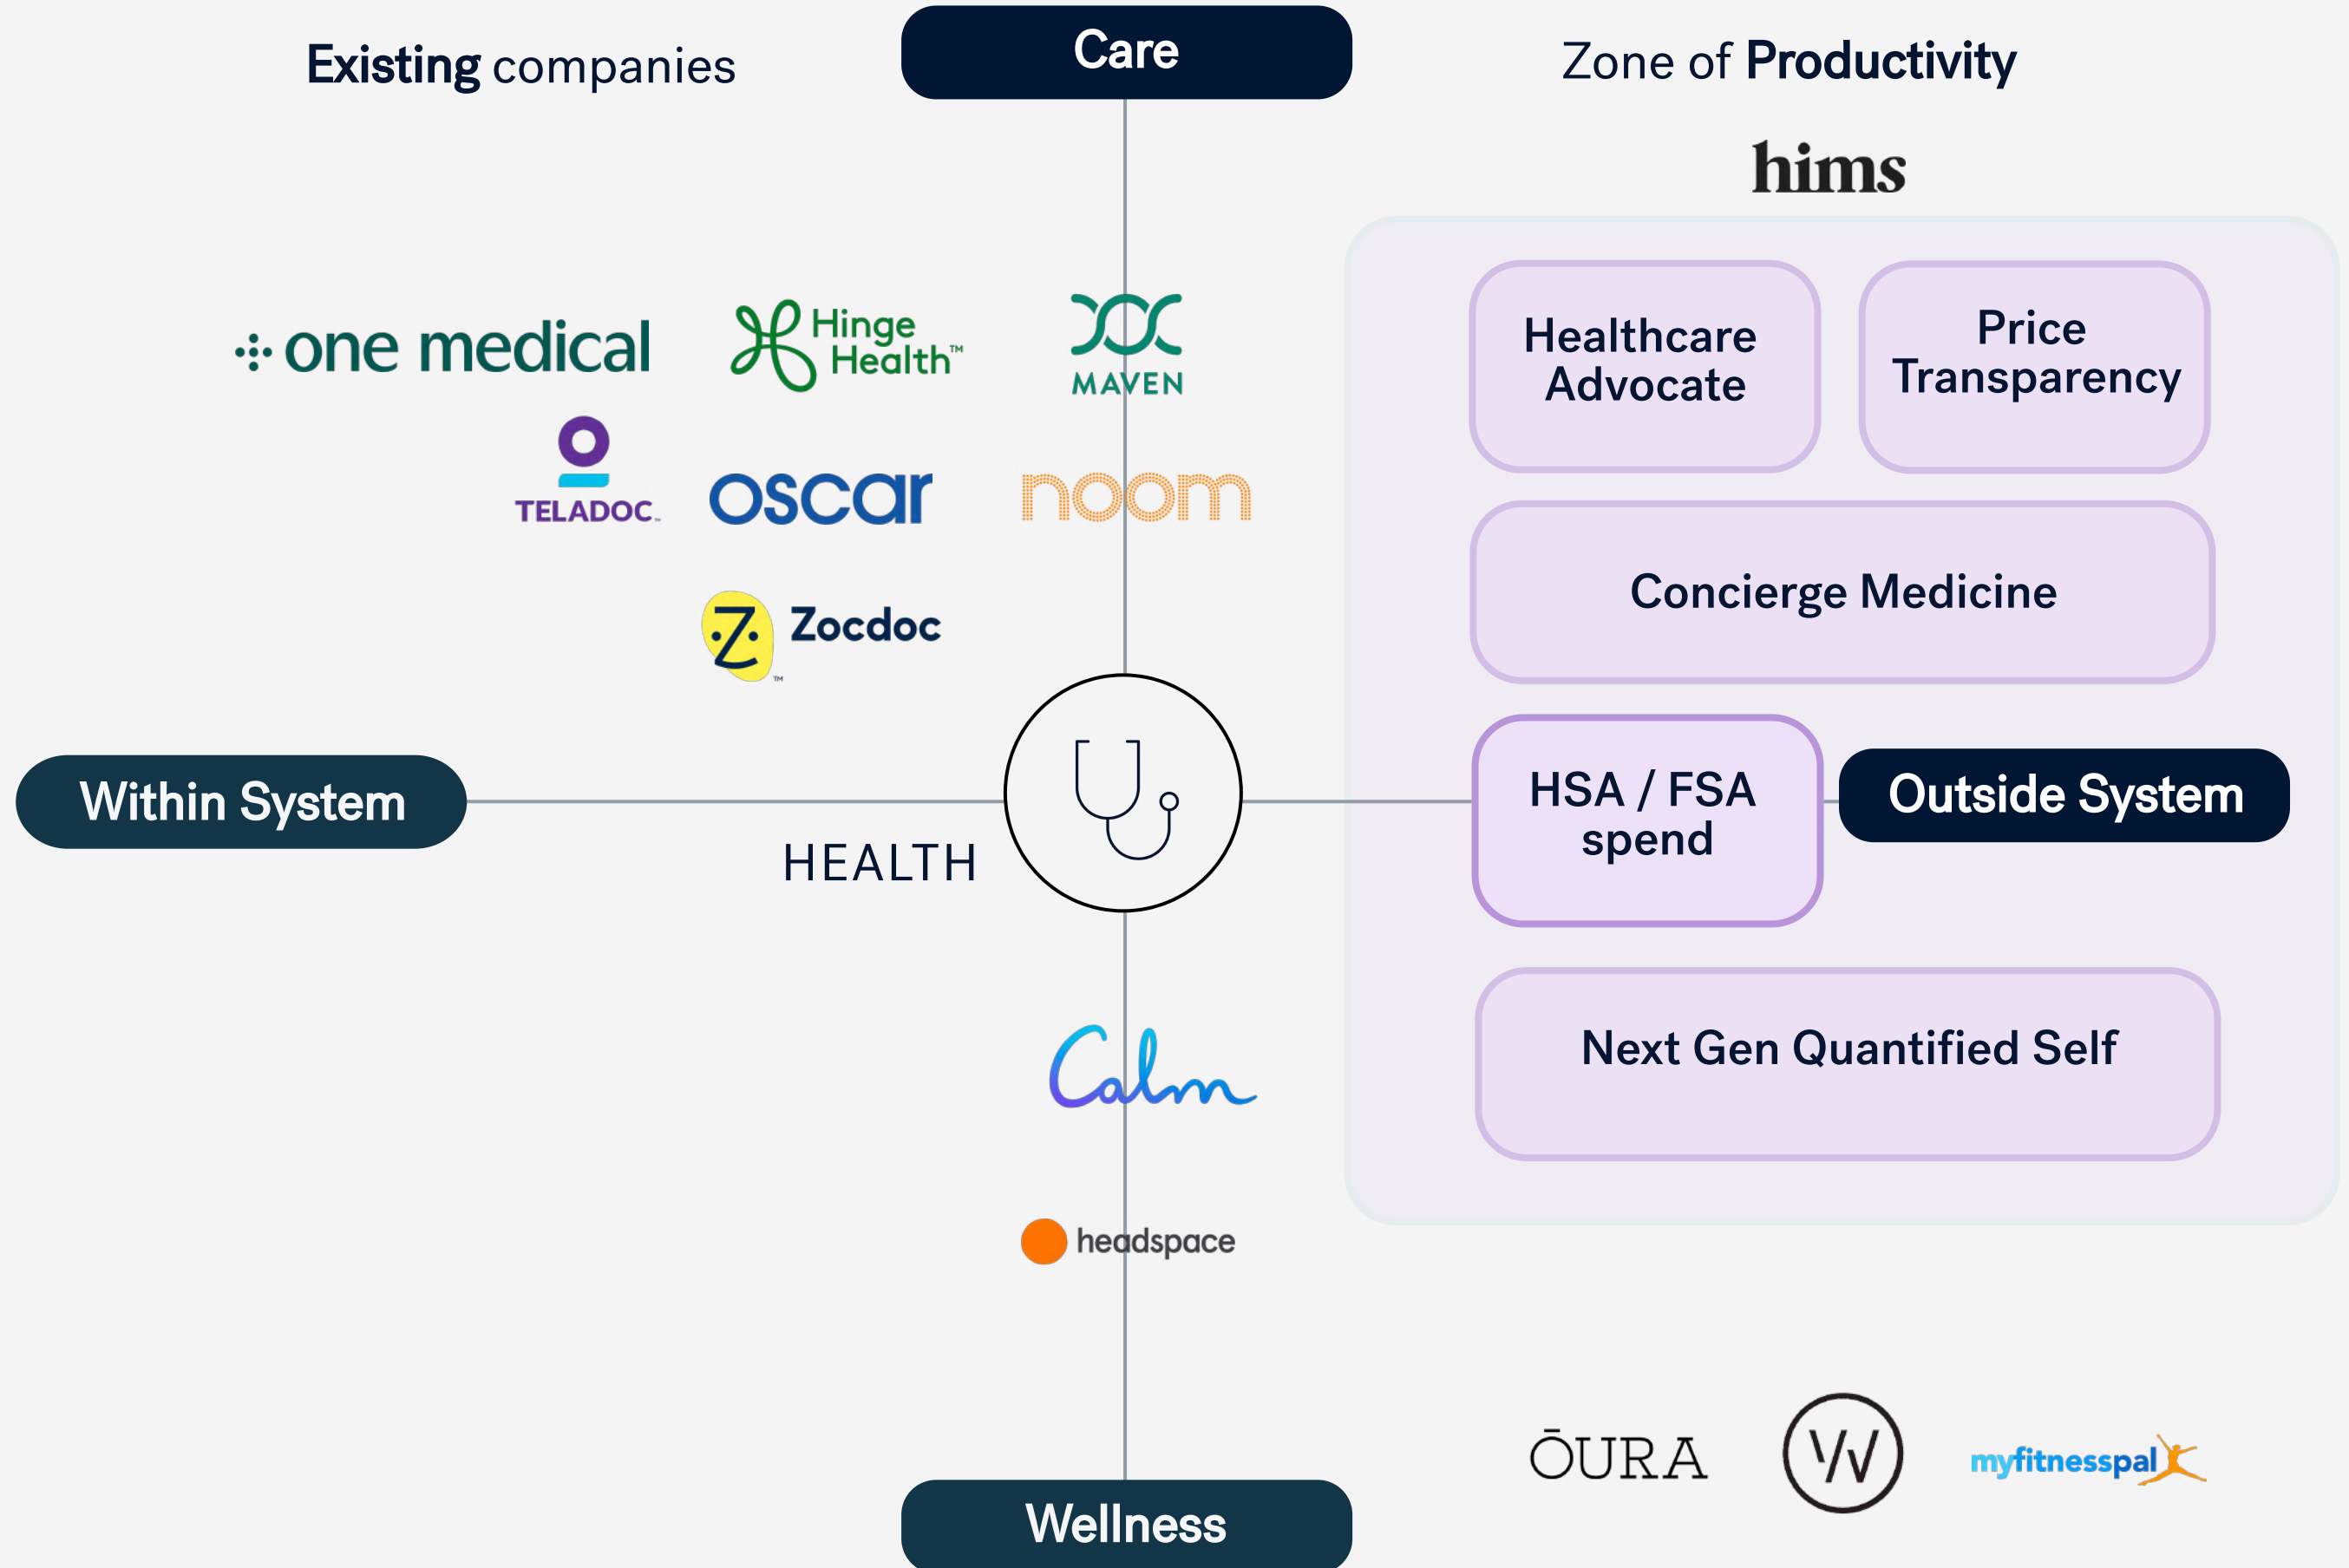 Existing companies
Care
Zone of Productivity
hims
one medical
Hinge
Health™
MAVEN
Healthcare
Advocate
Price
Transparency
TELADOC™
oscar
noom
Zocdoc
™
Concierge Medicine
Within System
HEALTH
HSA / FSA
spend
Outside System
Calm
Next Gen Quantified Self
headspace
ŌURA
W
myfitnesspal
Wellness